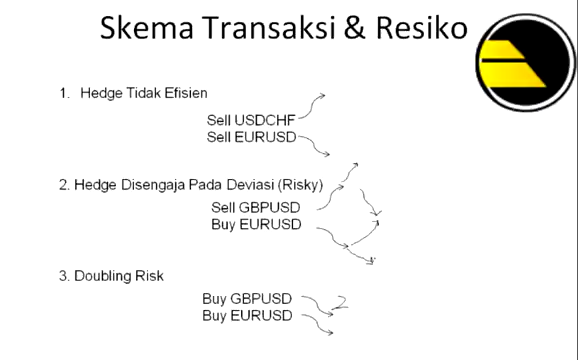 Skema Transaksi & Resiko
1. Hedge Tidak Efisien
Sell USDCHF
Sell EURUSD
2. Hedge Disengaja Pada Deviasi (Risky)
Sell GBPUSD
Buy EURUSD
3. Doubling Risk
Buy GBPUSD 2
Buy EURUSD